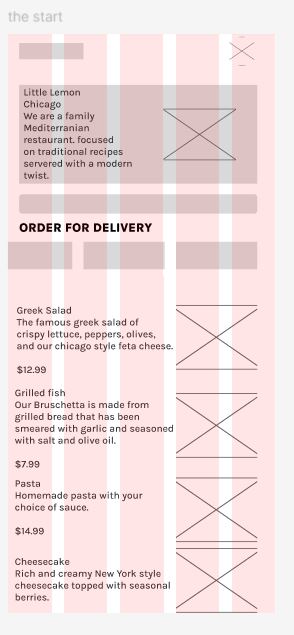 the start
Little Lemon
Chicago
We are a family
Mediterranian
restaurant. focused
on traditional recipes
servered with a modern
twist.
ORDER FOR DELIVERY
Greek Salad
The famous greek salad of
crispy lettuce, peppers, olives,
and our chicago style feta cheese.
$12.99
Grilled fish
Our Bruschetta is made from
grilled bread that has been
smeared with garlic and seasoned
with salt and olive oil.
$7.99
Pasta
Homemade pasta with your
choice of sauce.
$14.99
Cheesecake
Rich and creamy New York style
cheesecake topped with seasonal
berries.